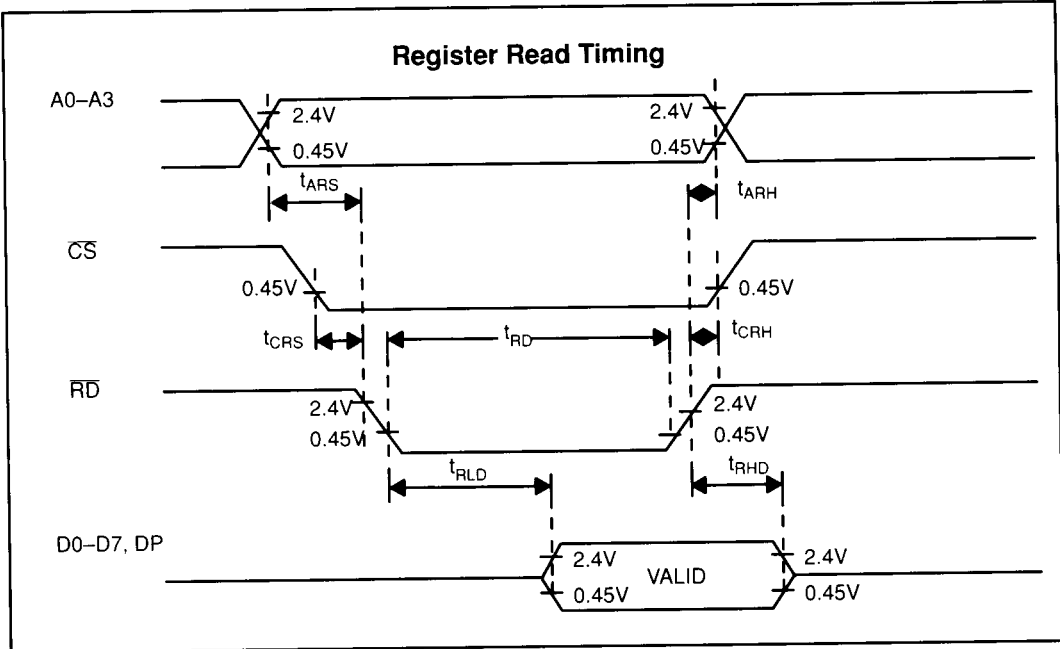 Register Read Timing
A0–A3
2.4V
2.4V
0.45V
0.45V
tARS
tARH
CS
0.45V
0.45V
tCRS
tRD
tCRH
RD
2.4V
2.4V
0.45V
0.45V
tRLD
tRHD
D0–D7, DP
2.4V
VALID
2.4V
0.45V
0.45V